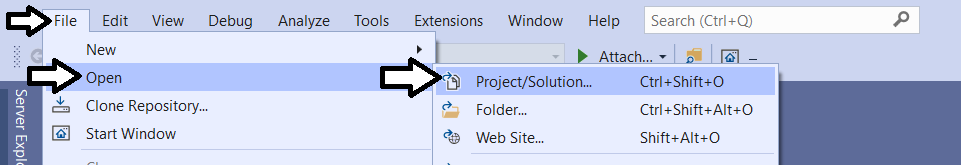 File Edit View Debug Analyze Tools Extensions Window Help Search (Ctrl+Q)
New
Attach...
Open
Project/Solution... Ctrl+Shift+O
Clone Repository...
Folder... Ctrl+Shift+Alt+O
Start Window
Web Site... Shift+Alt+O
Server Explo